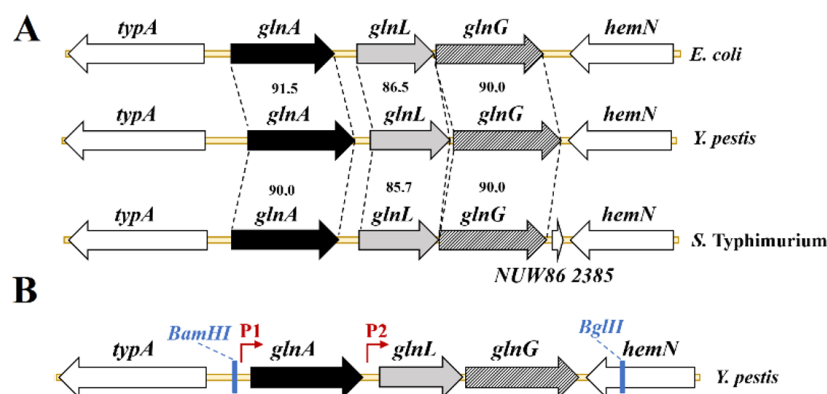 A
typA glnA glnL glnG hemN
E. coli
91.5 86.5 90.0
typA glnA glnL glnG hemN
Y. pestis
90.0 85.7 90.0
typA glnA glnL glnG hemN
S. Typhimurium
NUW86 2385
B
BamHI P1 P2 BglII
typA glnA glnL glnG hemN
Y. pestis